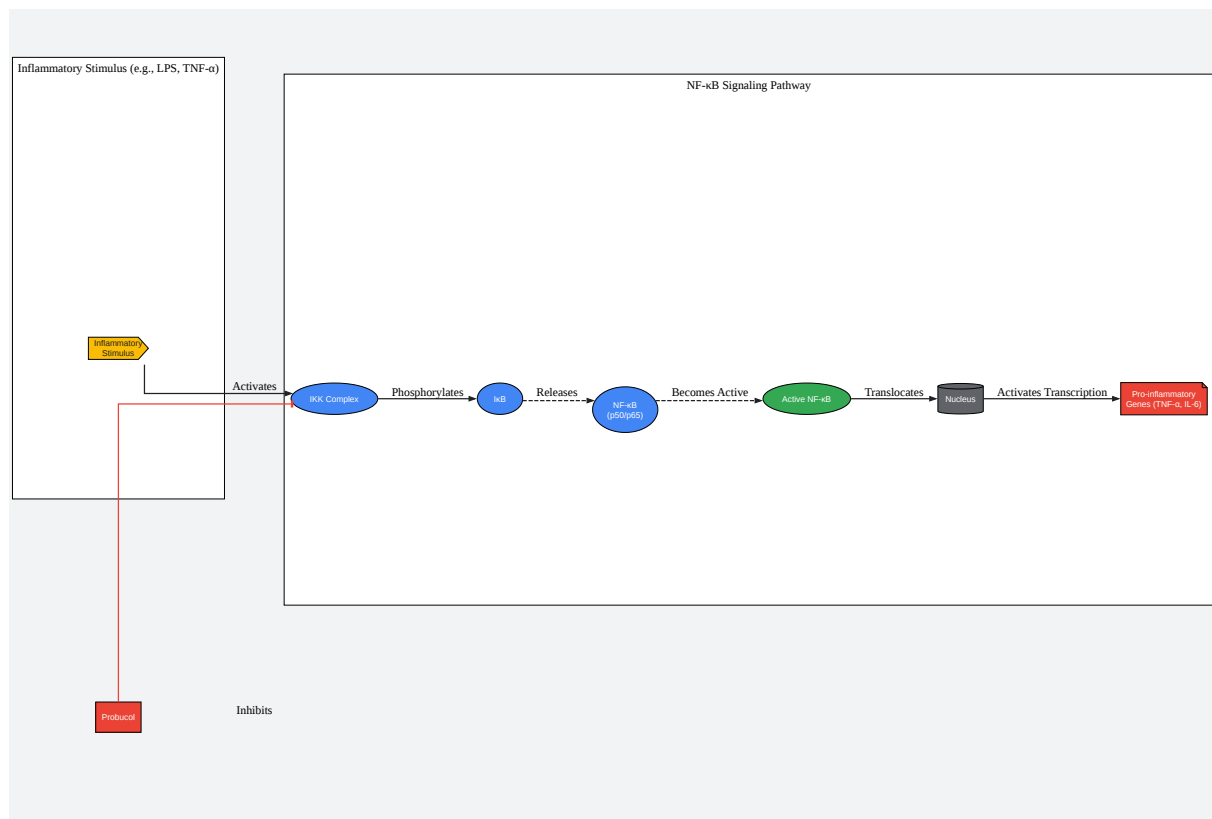 Inflammatory Stimulus (e.g., LPS, TNF-α)
NF-κB Signaling Pathway
Inflammatory
Stimulus
Activates
IKK Complex
Phosphorylates
IκB
Releases
NF-κB
(p50/p65)
Becomes Active
Active NF-κB
Translocates
Nucleus
Activates Transcription
Pro-inflammatory
Genes (TNF-α, IL-6)
Probucol
Inhibits